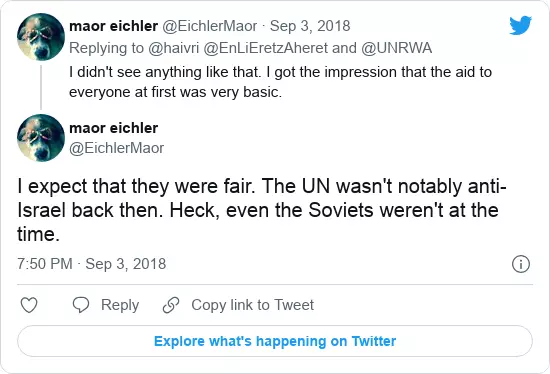 maor eichler @EichlerMaor · Sep 3, 2018
Replying to @haivri @EnLiEretzAheret and @UNRWA
I didn't see anything like that. I got the impression that the aid to
everyone at first was very basic.
maor eichler
@EichlerMaor
I expect that they were fair. The UN wasn't notably anti-
Israel back then. Heck, even the Soviets weren't at the
time.
7:50 PM · Sep 3, 2018
Reply
Copy link to Tweet
Explore what's happening on Twitter